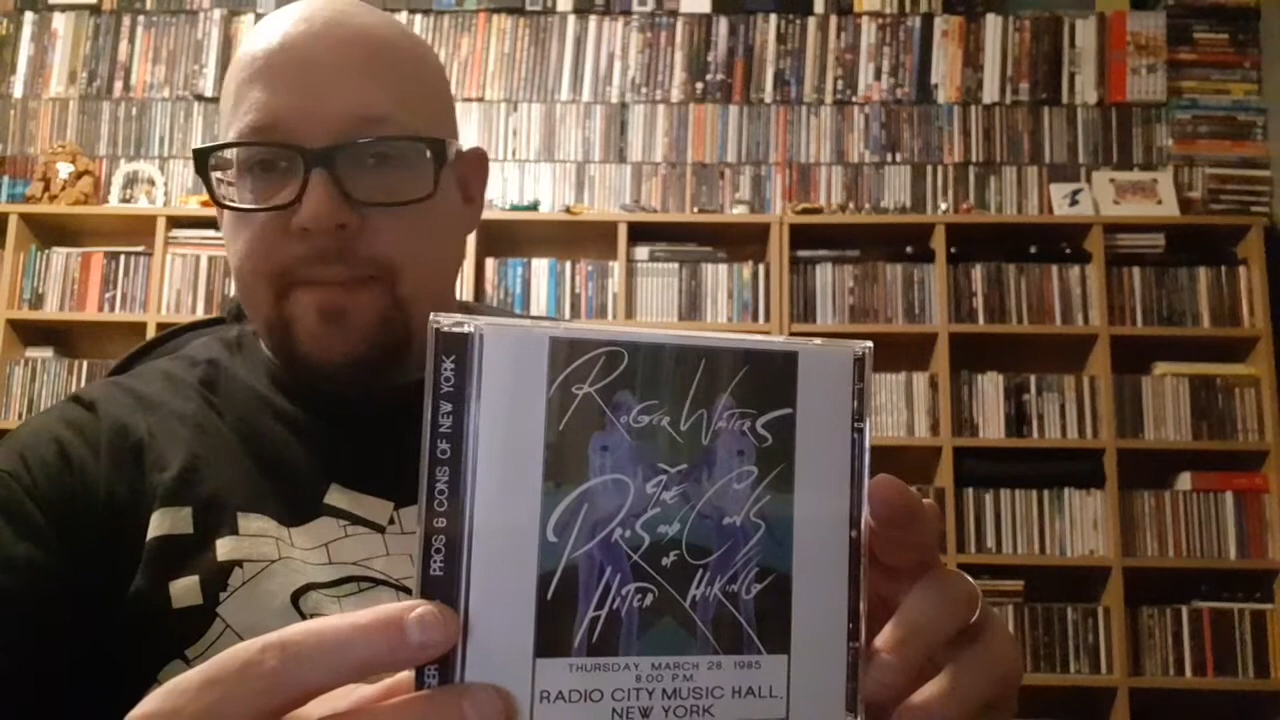 PROS & CONS OF NEW YORK
ROGER WATERS
THE
PROS AND CONS
OF
HITCH HIKING
THURSDAY, MARCH 28, 1985
8.00 P.M.
RADIO CITY MUSIC HALL,
NEW YORK